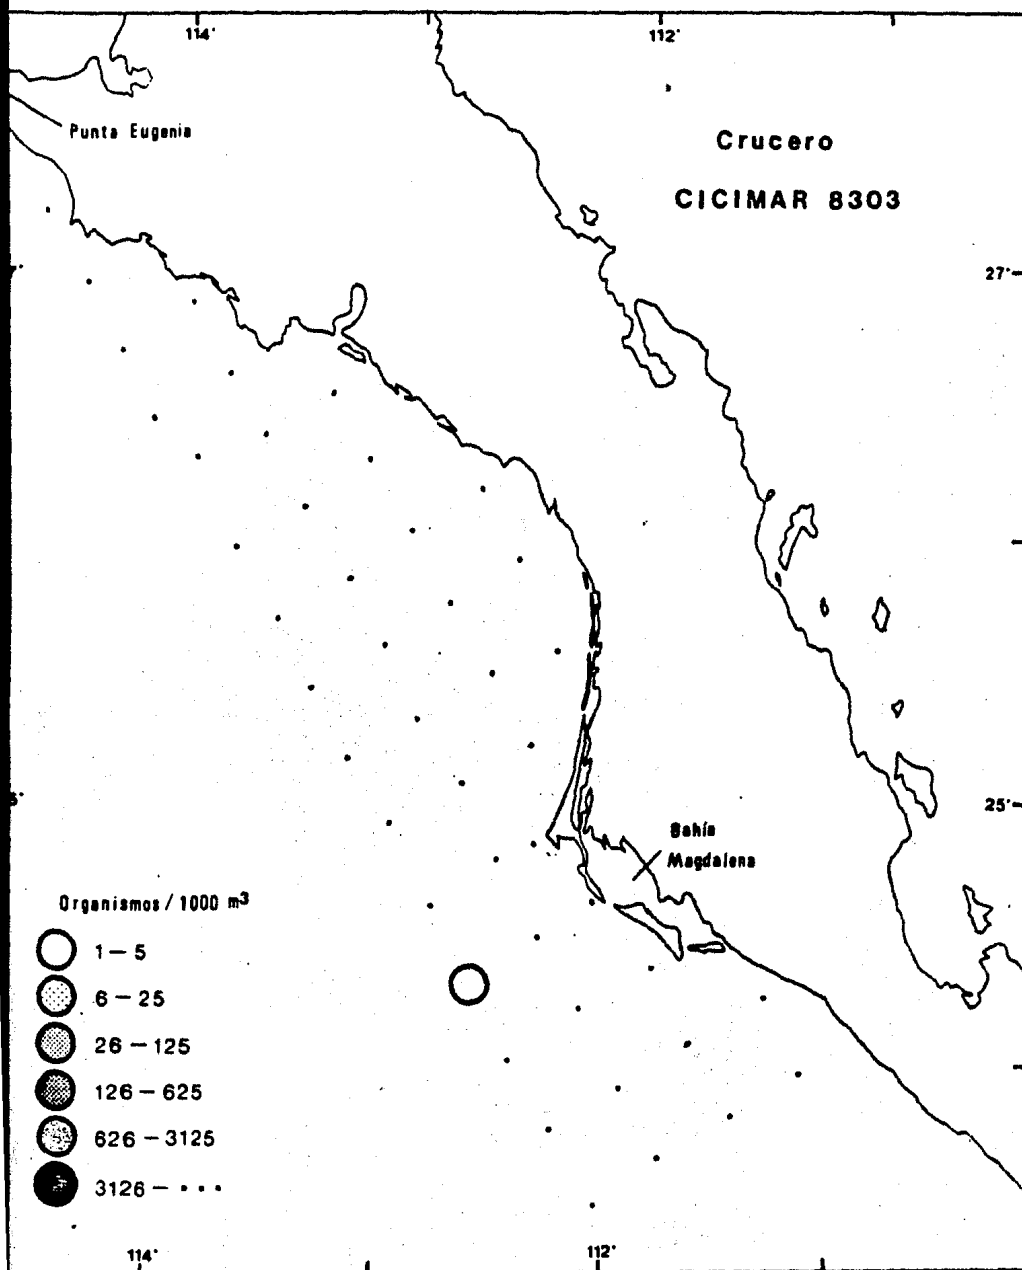 114°
112°
Punta Eugenia
Crucero
CICIMAR 8303
27°
25°
Bahía
Magdalena
Organismos / 1000 m³
1 – 5
6 – 25
26 – 125
126 – 625
626 – 3125
3126 – ...
114°
112°